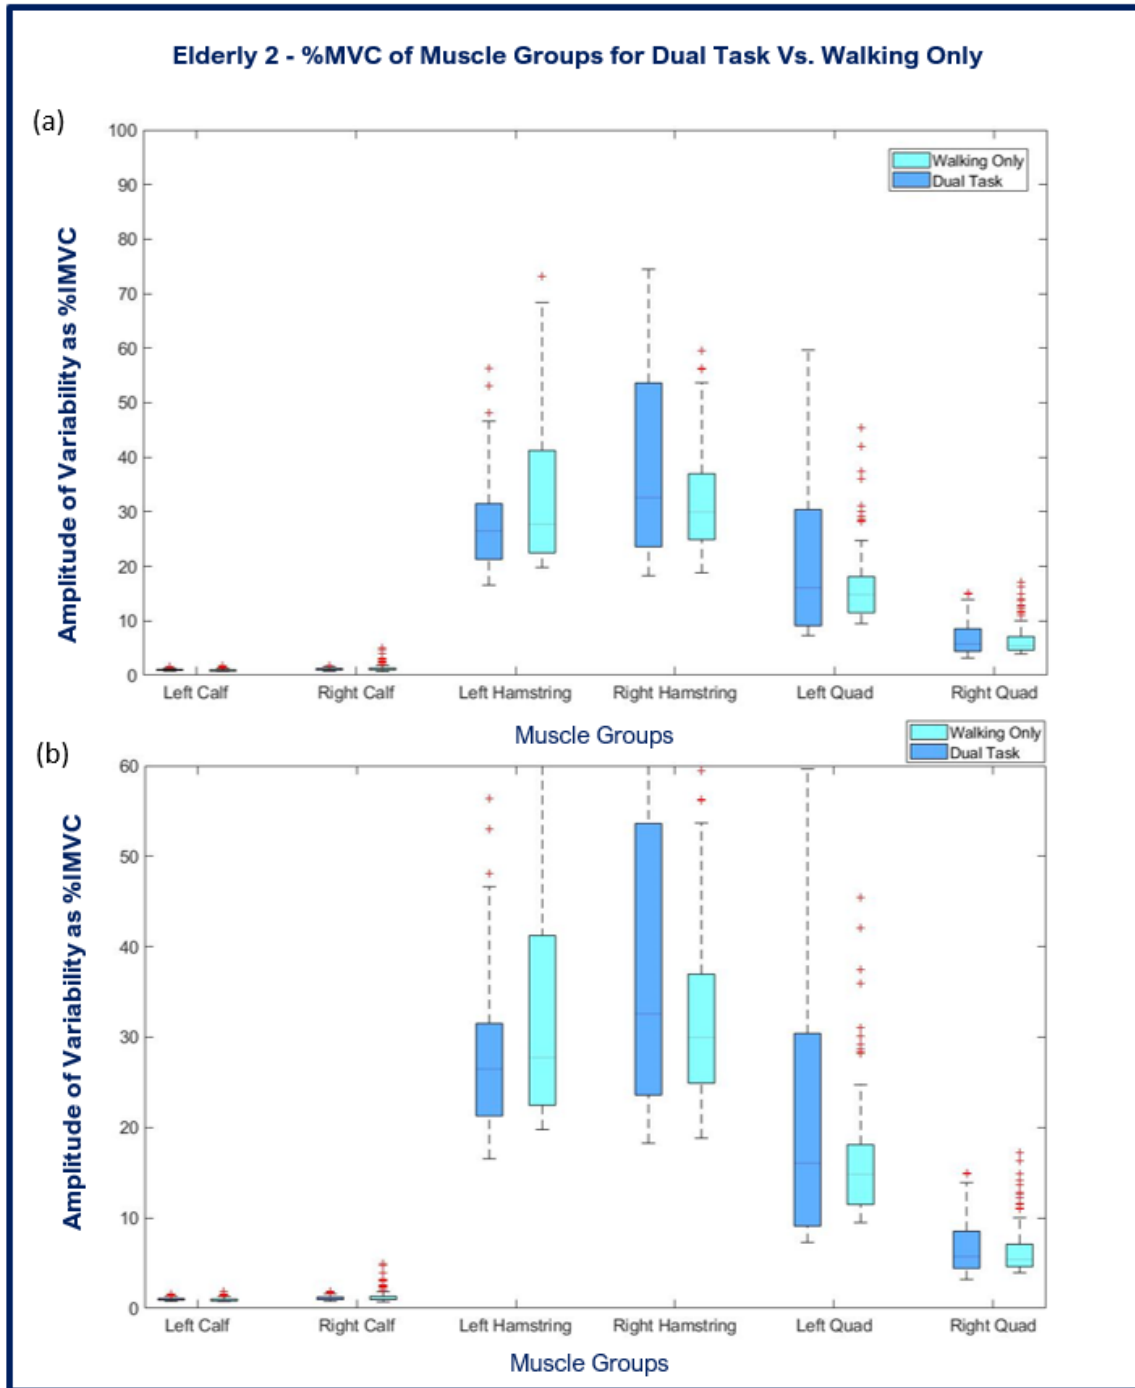 Elderly 2 - %MVC of Muscle Groups for Dual Task Vs. Walking Only
(a)
Amplitude of Variability as %IMVC
100
90
80
70
60
50
40
30
20
10
0
Walking Only
Dual Task
Left Calf Right Calf Left Hamstring Right Hamstring Left Quad Right Quad
Muscle Groups
(b)
Amplitude of Variability as %IMVC
Walking Only
Dual Task
60
50
40
30
20
10
0
Left Calf Right Calf Left Hamstring Right Hamstring Left Quad Right Quad
Muscle Groups